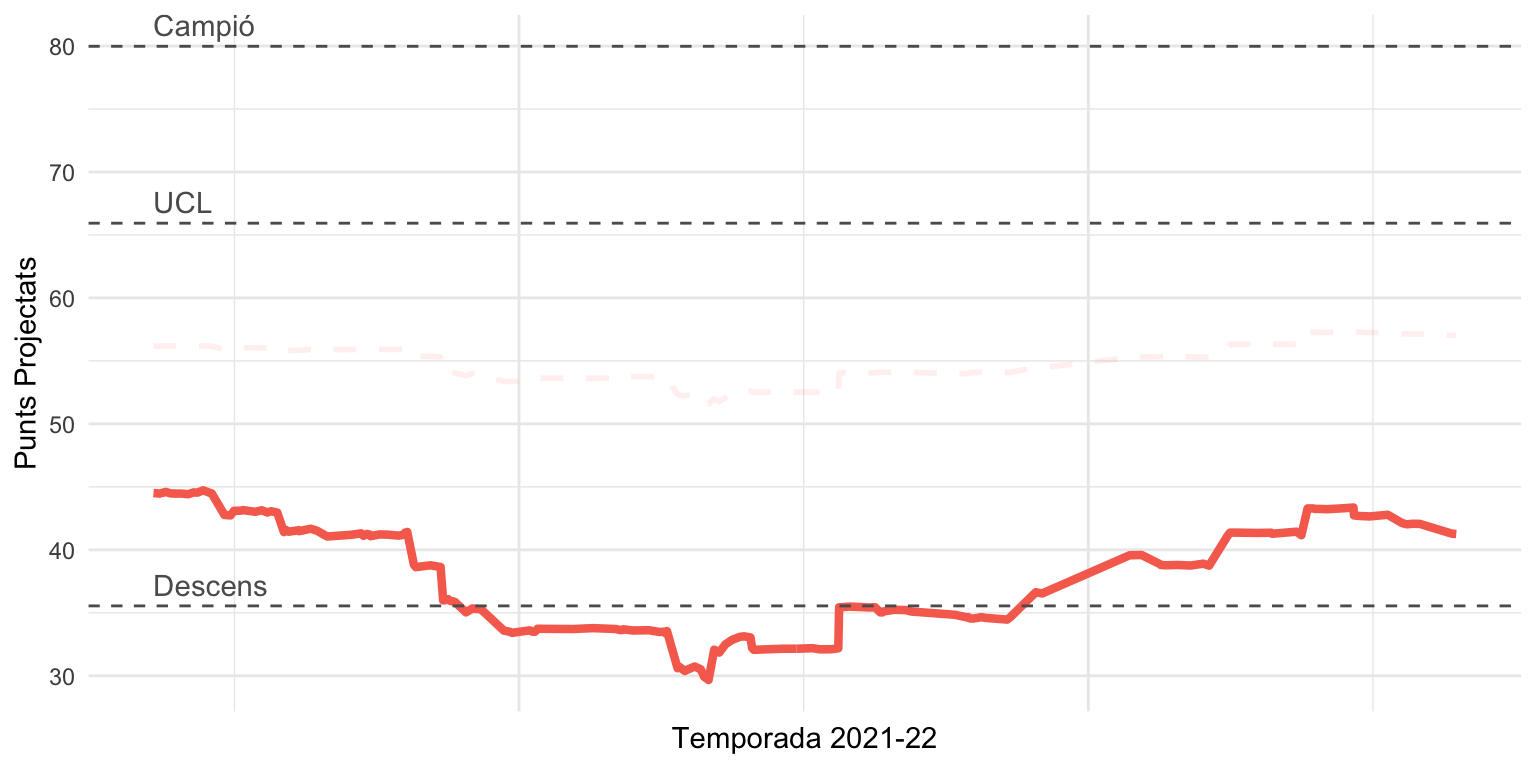 Campió
80
70
UCL
60
Punts Projectats
50
40
Descens
30
Temporada 2021-22